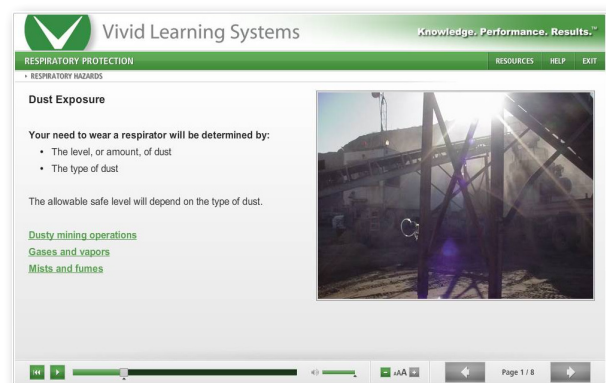 Vivid Learning Systems
Knowledge. Performance. Results.™
RESPIRATORY PROTECTION
RESOURCES HELP EXIT
• RESPIRATORY HAZARDS
Dust Exposure
Your need to wear a respirator will be determined by:
• The level, or amount, of dust
• The type of dust
The allowable safe level will depend on the type of dust.
Dusty mining operations
Gases and vapors
Mists and fumes
- AAA +
Page 1 / 8